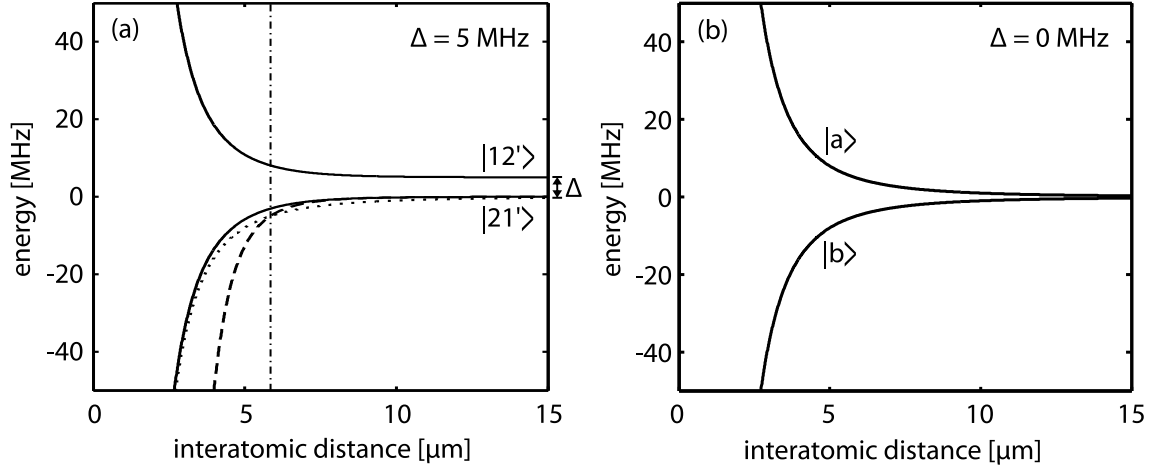 (a)
Δ = 5 MHz
40
20
0
-20
-40
energy [MHz]
|12'⟩
Δ
|21'⟩
0 5 10 15
interatomic distance [μm]
(b)
Δ = 0 MHz
40
20
0
-20
-40
energy [MHz]
|a⟩
|b⟩
0 5 10 15
interatomic distance [μm]